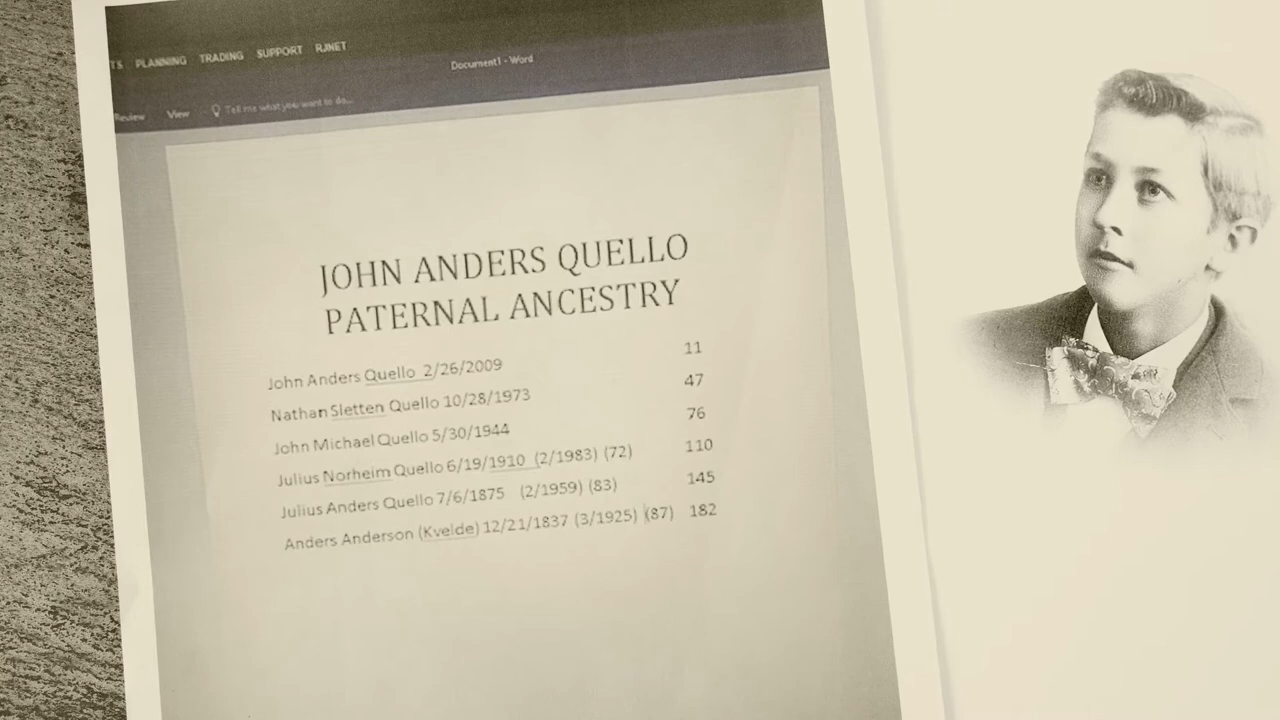 TS PLANNING TRADING SUPPORT RJNET
Document1 - Word
Review View Tell me what you want to do...
JOHN ANDERS QUELLO
PATERNAL ANCESTRY
John Anders Quello 2/26/2009 11
Nathan Sletten Quello 10/28/1973 47
John Michael Quello 5/30/1944 76
Julius Norheim Quello 6/19/1910 (2/1983) (72) 110
Julius Anders Quello 7/6/1875 (2/1959) (83) 145
Anders Anderson (Kvelde) 12/21/1837 (3/1925) (87) 182